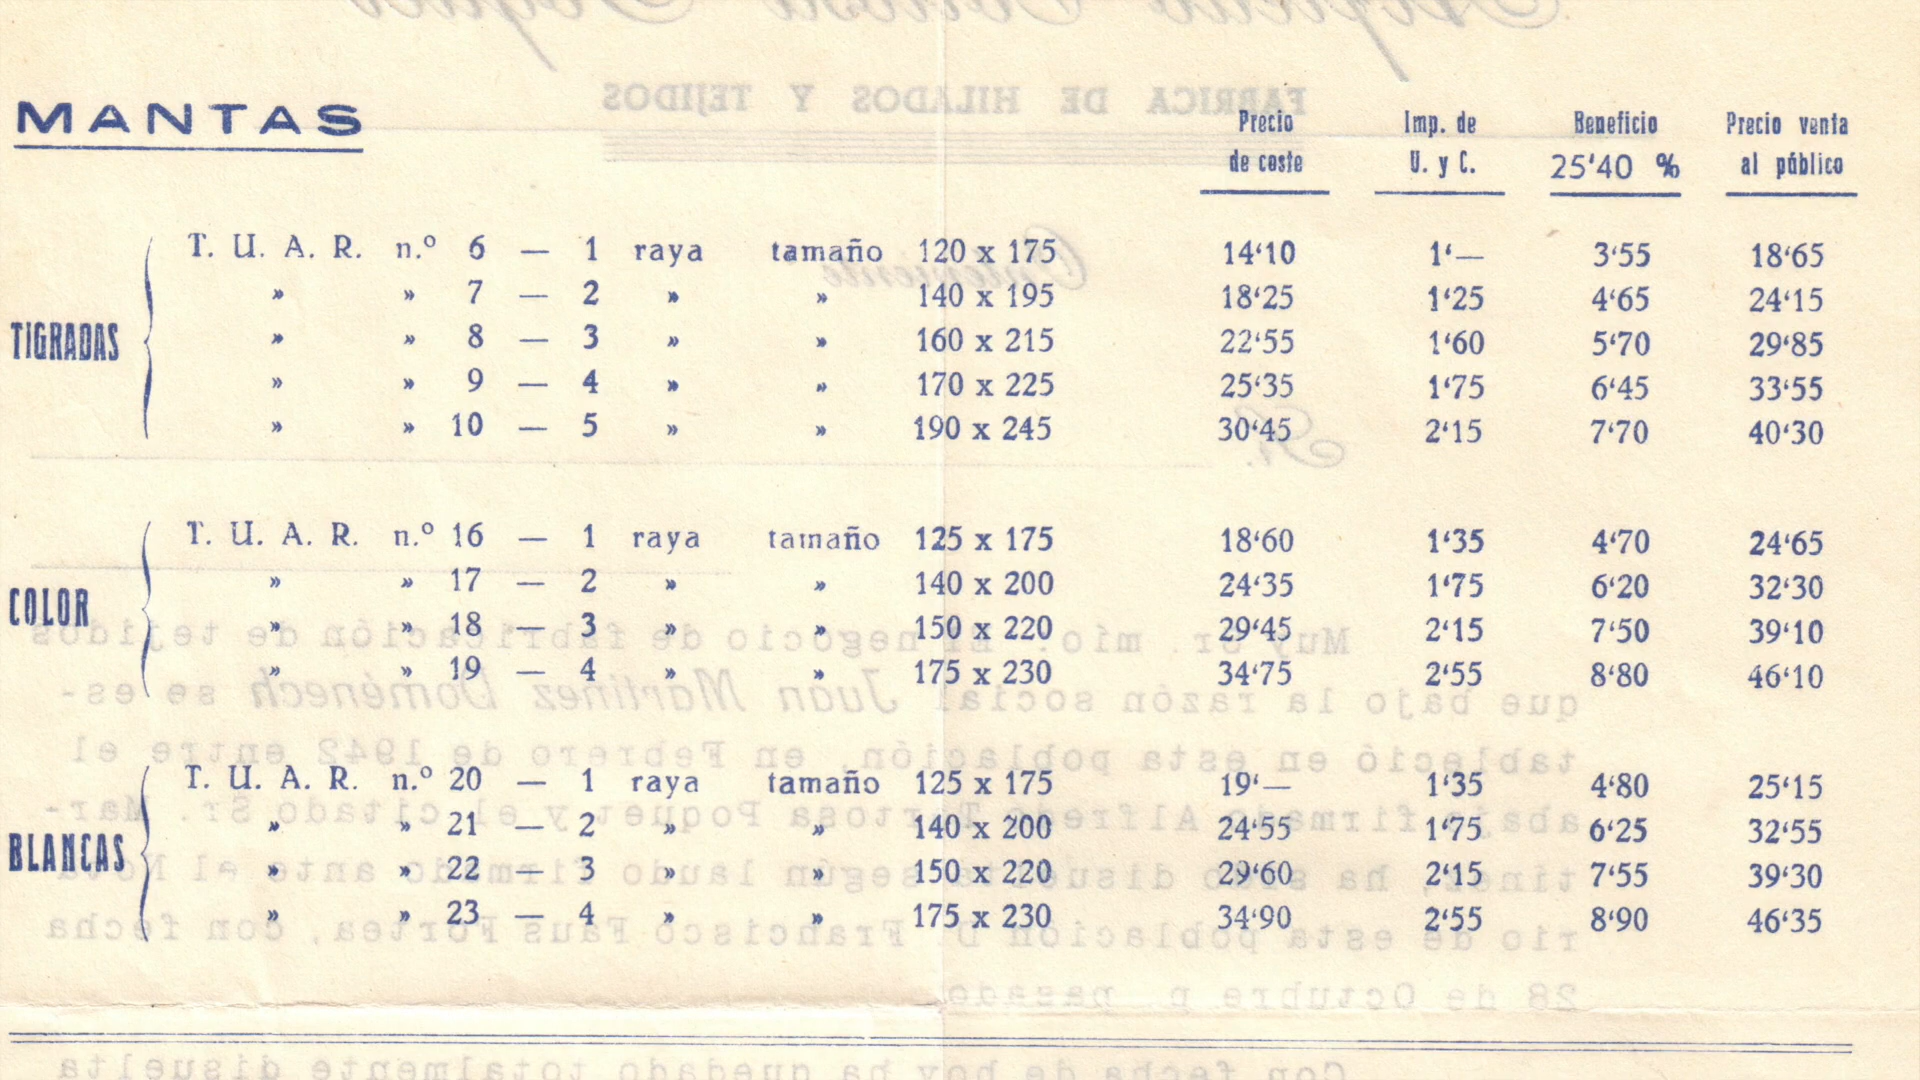 MANTAS
Precio de coste Imp. de U. y C. Beneficio 25'40 % Precio venta al público
TIGRADAS
T. U. A. R. n.º 6 — 1 raya tamaño 120 x 175 14'10 1'— 3'55 18'65
» » 7 — 2 » » 140 x 195 18'25 1'25 4'65 24'15
» » 8 — 3 » » 160 x 215 22'55 1'60 5'70 29'85
» » 9 — 4 » » 170 x 225 25'35 1'75 6'45 33'55
» » 10 — 5 » » 190 x 245 30'45 2'15 7'70 40'30
COLOR
T. U. A. R. n.º 16 — 1 raya tamaño 125 x 175 18'60 1'35 4'70 24'65
» » 17 — 2 » » 140 x 200 24'35 1'75 6'20 32'30
» » 18 — 3 » » 150 x 220 29'45 2'15 7'50 39'10
» » 19 — 4 » » 175 x 230 34'75 2'55 8'80 46'10
BLANCAS
T. U. A. R. n.º 20 — 1 raya tamaño 125 x 175 19'— 1'35 4'80 25'15
» » 21 — 2 » » 140 x 200 24'55 1'75 6'25 32'55
» » 22 — 3 » » 150 x 220 29'60 2'15 7'55 39'30
» » 23 — 4 » » 175 x 230 34'90 2'55 8'90 46'35